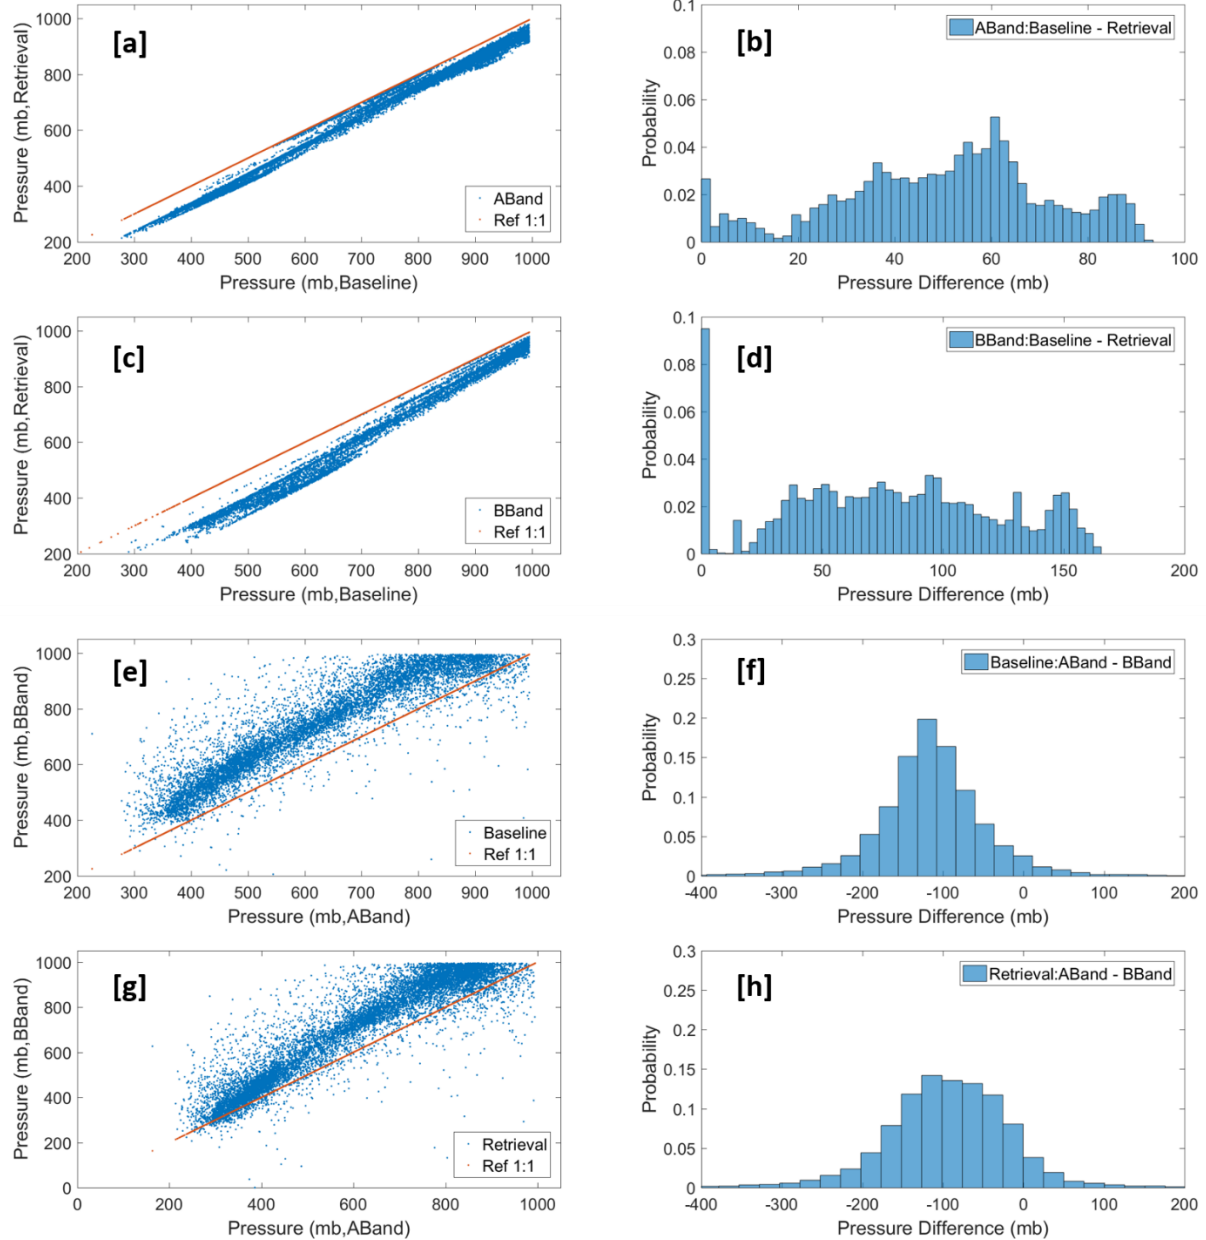 [a]
Pressure (mb,Retrieval)
1000
800
600
400
200
ABand
Ref 1:1
200 300 400 500 600 700 800 900 1000
Pressure (mb,Baseline)
[b]
Probability
0.1
0.08
0.06
0.04
0.02
0
ABand:Baseline - Retrieval
0 20 40 60 80 100
Pressure Difference (mb)
[c]
Pressure (mb,Retrieval)
1000
800
600
400
200
BBand
Ref 1:1
200 300 400 500 600 700 800 900 1000
Pressure (mb,Baseline)
[d]
Probability
0.1
0.08
0.06
0.04
0.02
0
BBand:Baseline - Retrieval
0 50 100 150 200
Pressure Difference (mb)
[e]
Pressure (mb,BBand)
1000
800
600
400
200
Baseline
Ref 1:1
200 300 400 500 600 700 800 900 1000
Pressure (mb,ABand)
[f]
Probability
0.3
0.25
0.2
0.15
0.1
0.05
0
Baseline:ABand - BBand
-400 -300 -200 -100 0 100 200
Pressure Difference (mb)
[g]
Pressure (mb,BBand)
1000
800
600
400
200
0
Retrieval
Ref 1:1
0 200 400 600 800 1000
Pressure (mb,ABand)
[h]
Probability
0.3
0.25
0.2
0.15
0.1
0.05
0
Retrieval:ABand - BBand
-400 -300 -200 -100 0 100 200
Pressure Difference (mb)